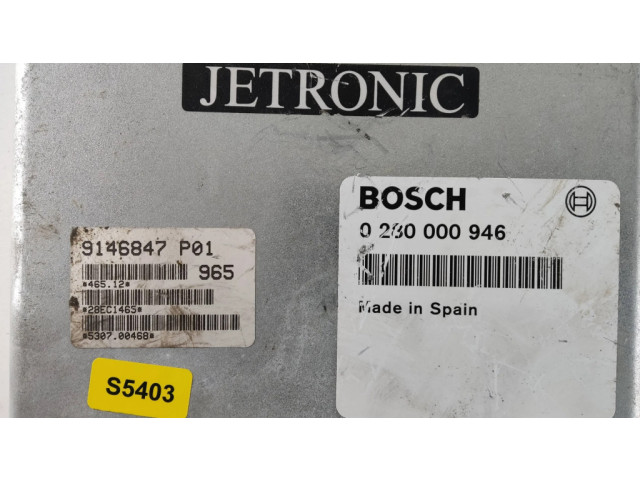 JETRONIC
BOSCH
0 280 000 946
Made in Spain
9146847 P01
965
*465.12*
*28EC1465*
*5307.00468*
S5403